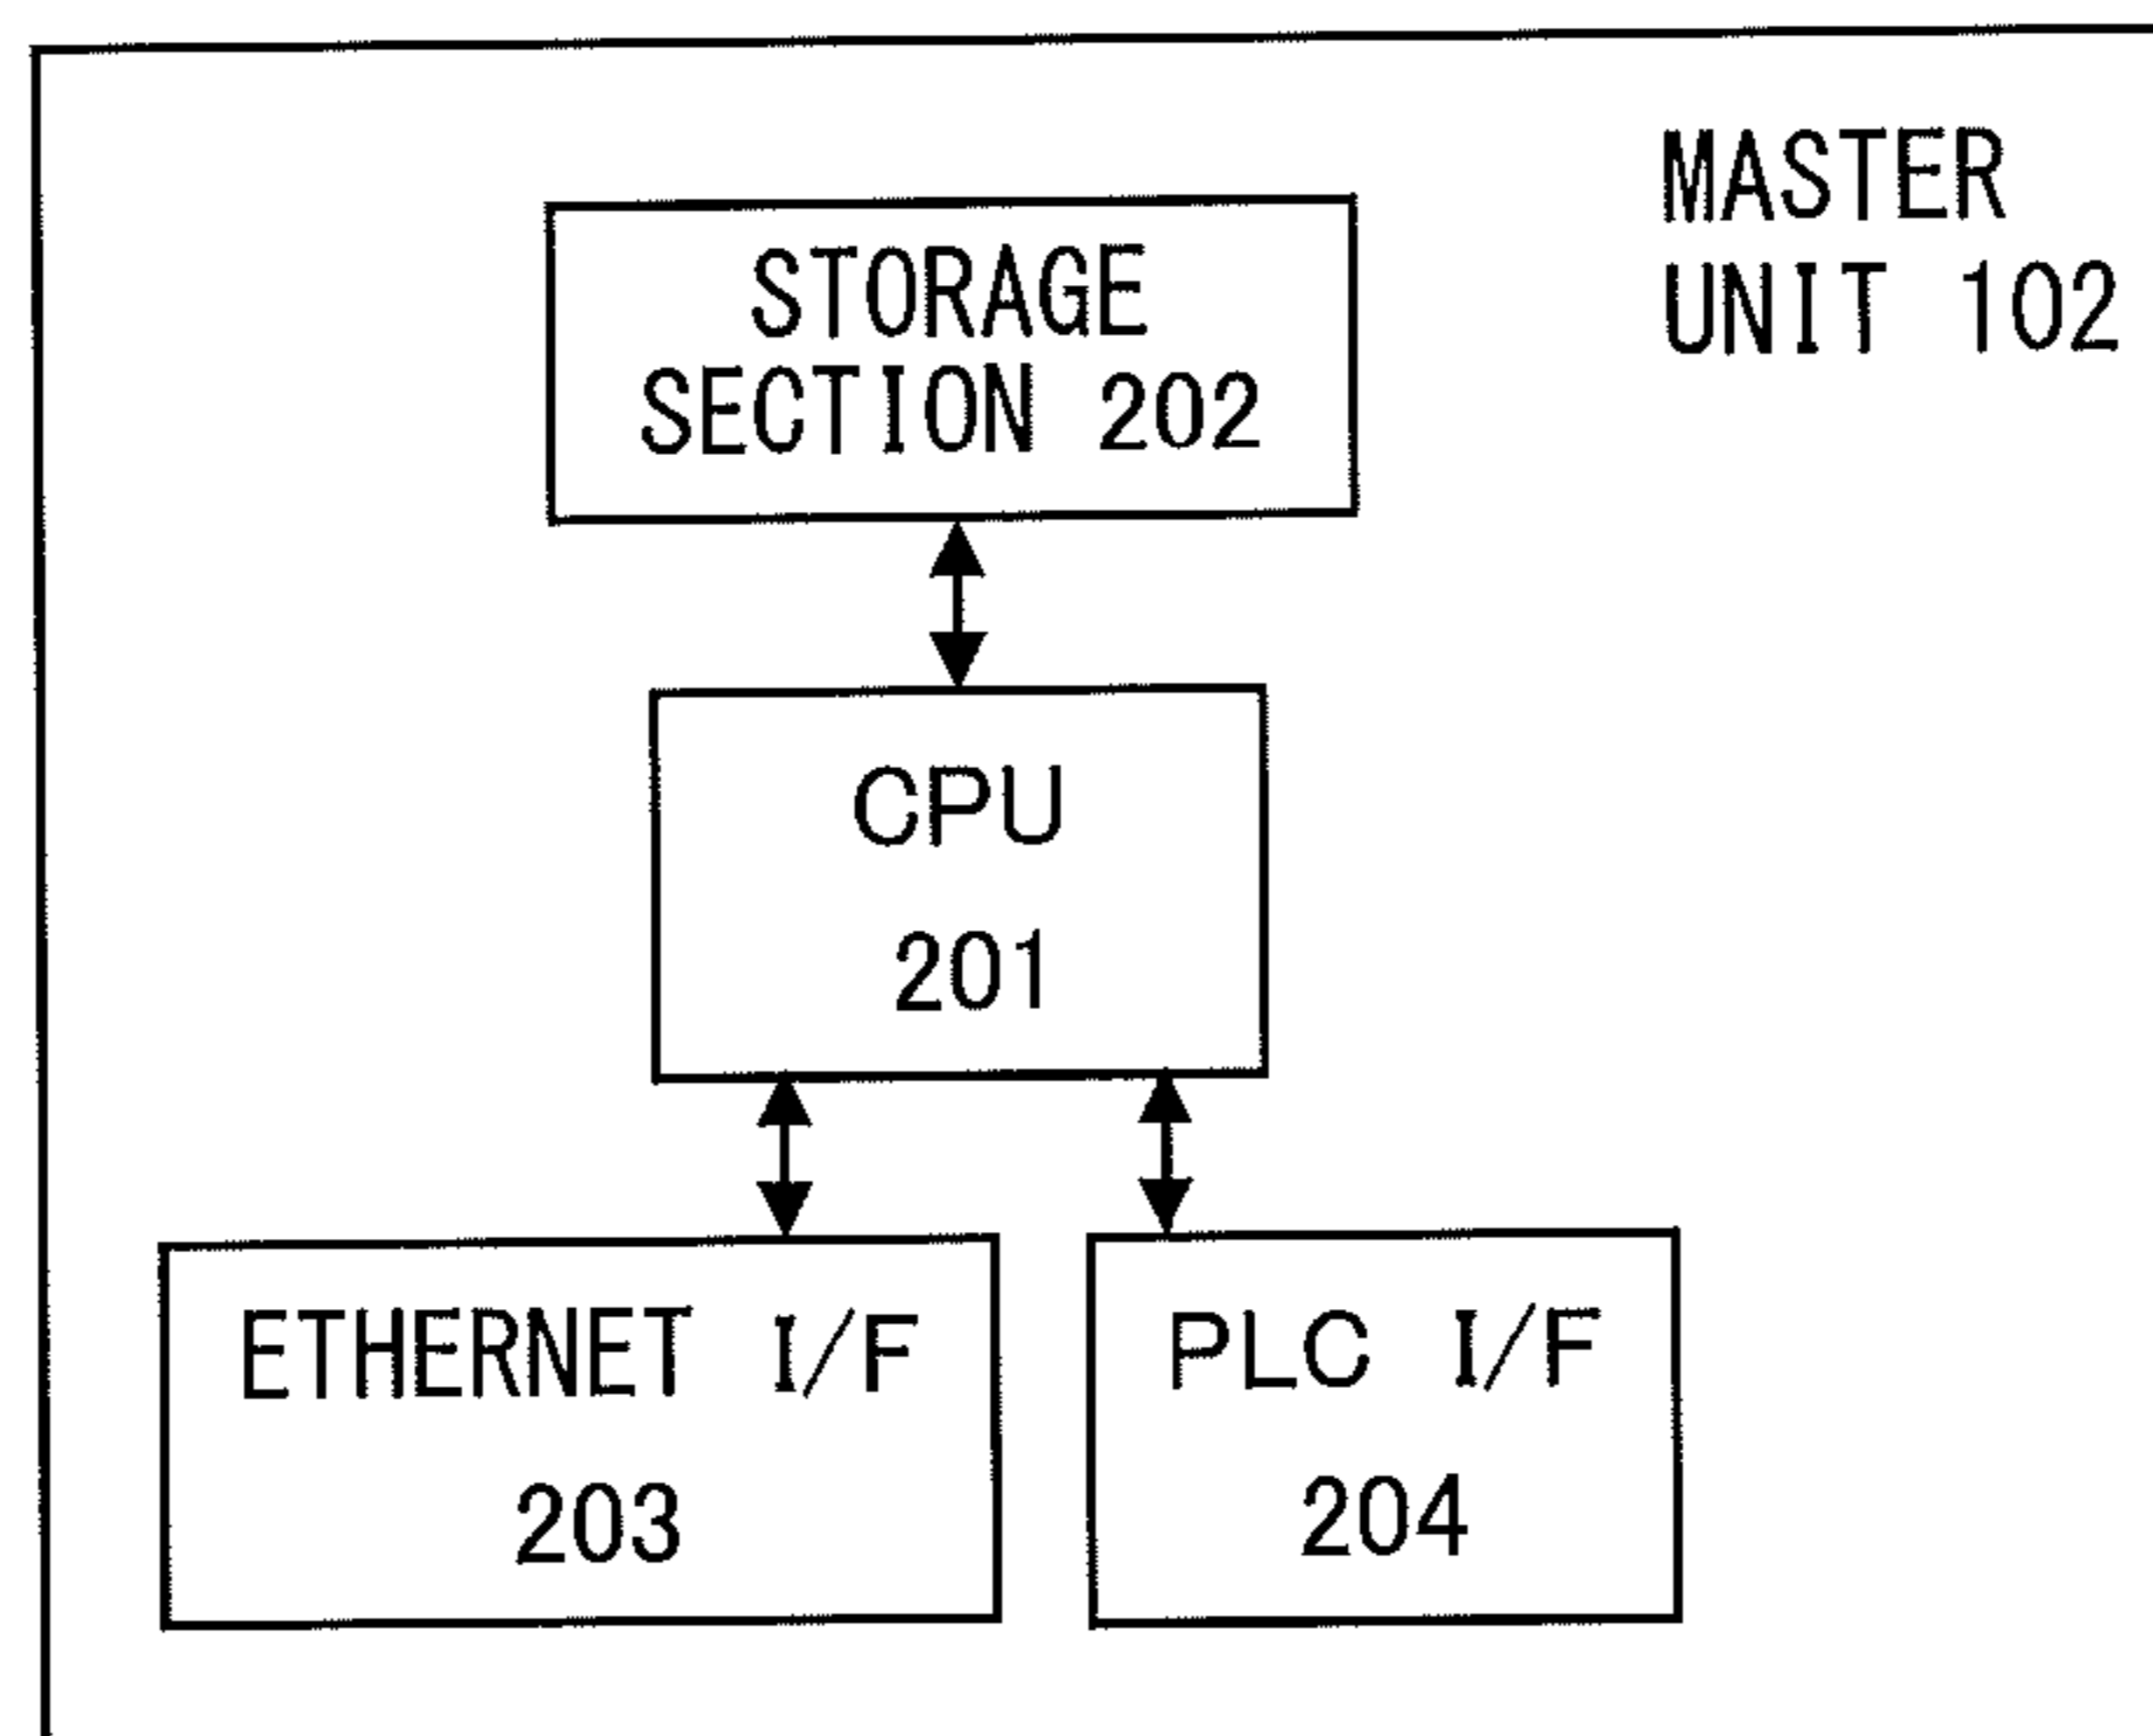 MASTER
UNIT 102
STORAGE
SECTION 202
CPU
201
ETHERNET I/F
203
PLC I/F
204